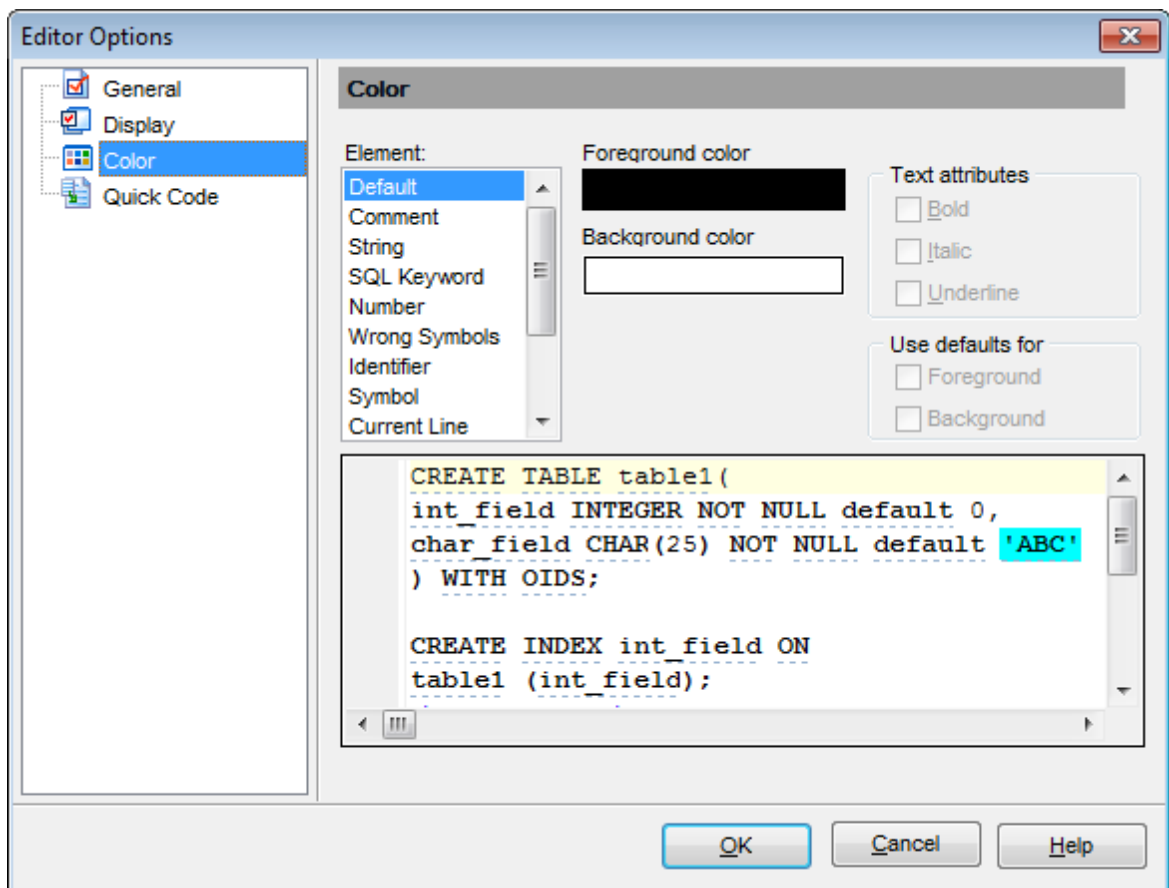 Editor Options
General
Display
Color
Quick Code
Color
Element:
Default
Comment
String
SQL Keyword
Number
Wrong Symbols
Identifier
Symbol
Current Line
Foreground color
Background color
Text attributes
Bold
Italic
Underline
Use defaults for
Foreground
Background
CREATE TABLE table1(
int_field INTEGER NOT NULL default 0,
char_field CHAR(25) NOT NULL default 'ABC'
) WITH OIDS;
CREATE INDEX int_field ON
table1 (int_field);
OK
Cancel
Help